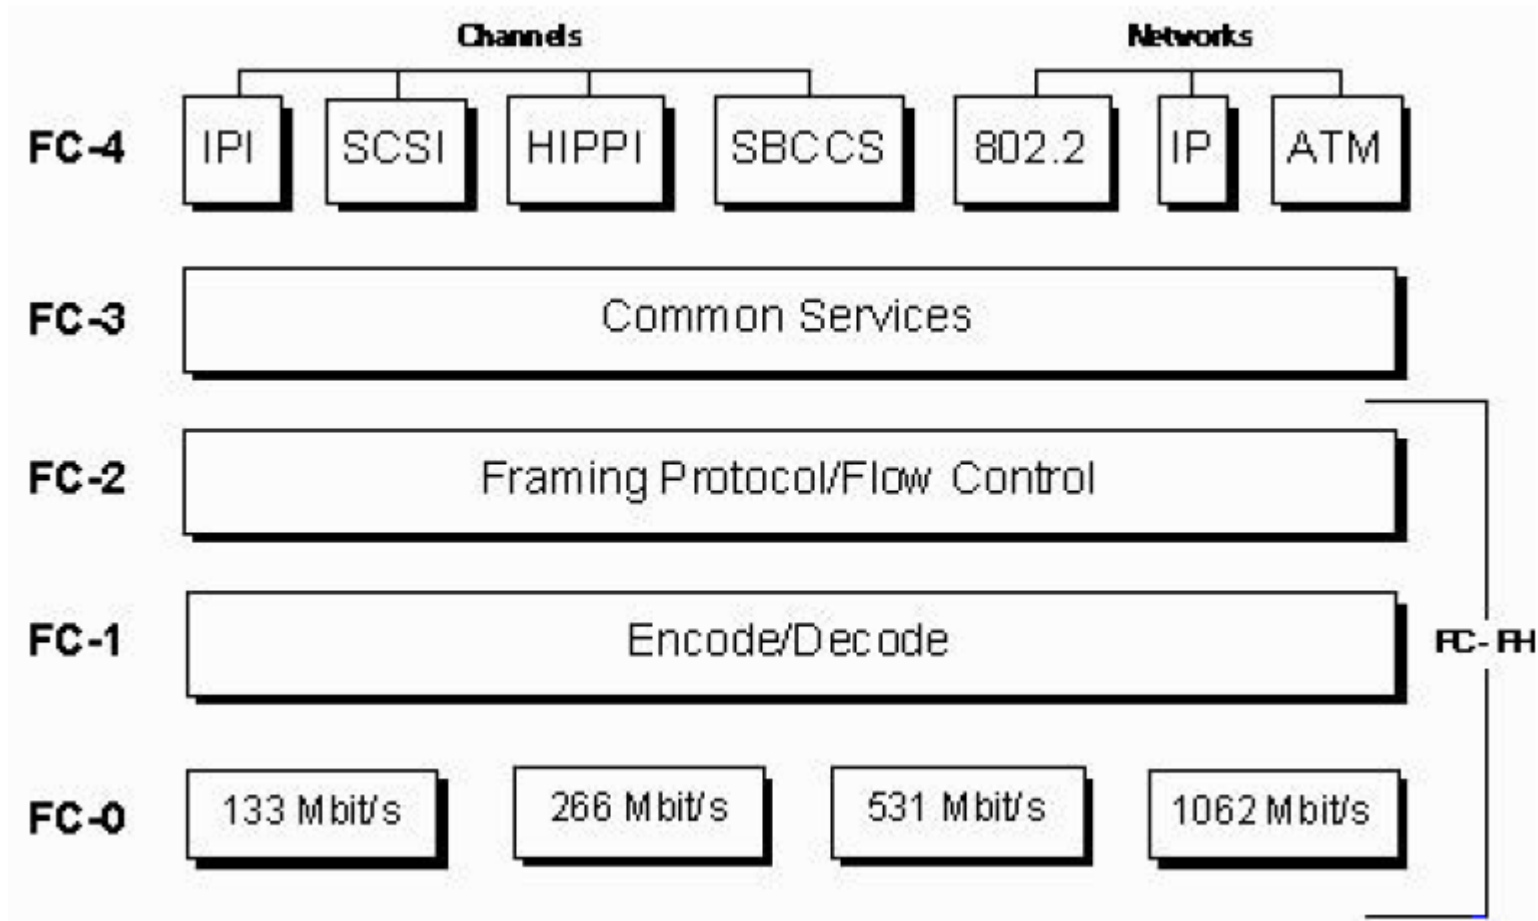 Channels Networks
FC-4 IPI SCSI HIPPI SBCCS 802.2 IP ATM
FC-3 Common Services
FC-2 Framing Protocol/Flow Control
FC-1 Encode/Decode FC-PH
FC-0 133 Mbit/s 266 Mbit/s 531 Mbit/s 1062 Mbit/s